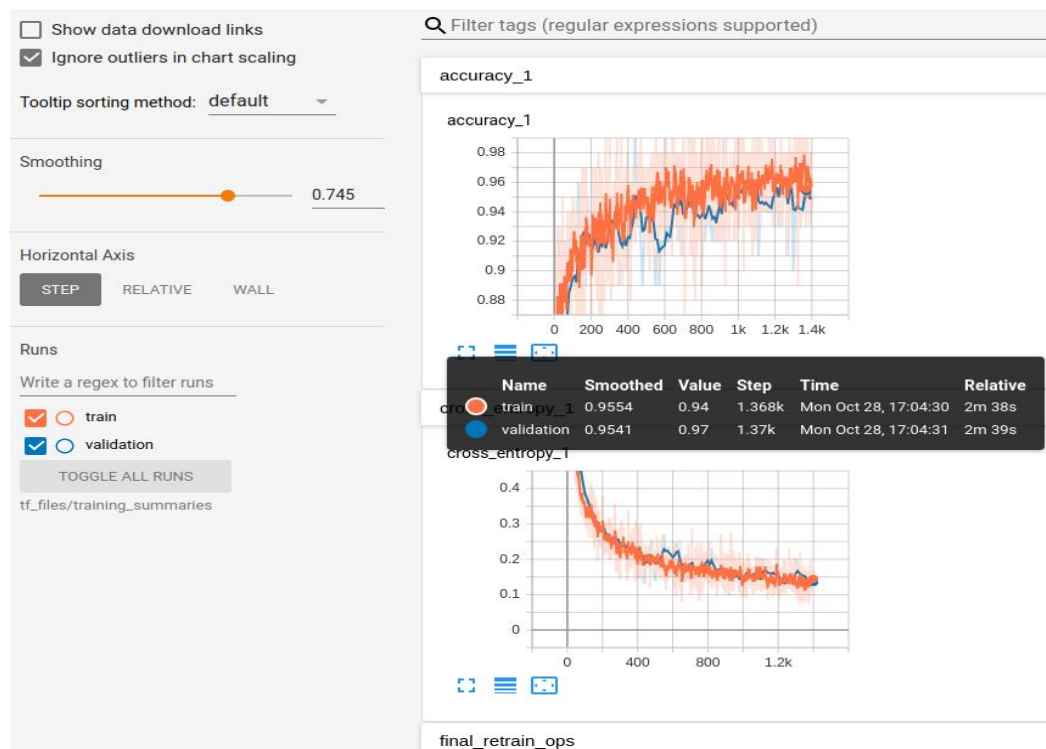 Show data download links
Ignore outliers in chart scaling
Tooltip sorting method: default
Smoothing
0.745
Horizontal Axis
STEP RELATIVE WALL
Runs
Write a regex to filter runs
train
validation
TOGGLE ALL RUNS
tf_files/training_summaries
Filter tags (regular expressions supported)
accuracy_1
accuracy_1
0.98
0.96
0.94
0.92
0.9
0.88
0 200 400 600 800 1k 1.2k 1.4k
Name Smoothed Value Step Time Relative
train 0.9554 0.94 1.368k Mon Oct 28, 17:04:30 2m 38s
validation 0.9541 0.97 1.37k Mon Oct 28, 17:04:31 2m 39s
cross_entropy_1
0.4
0.3
0.2
0.1
0
0 400 800 1.2k
final_retrain_ops